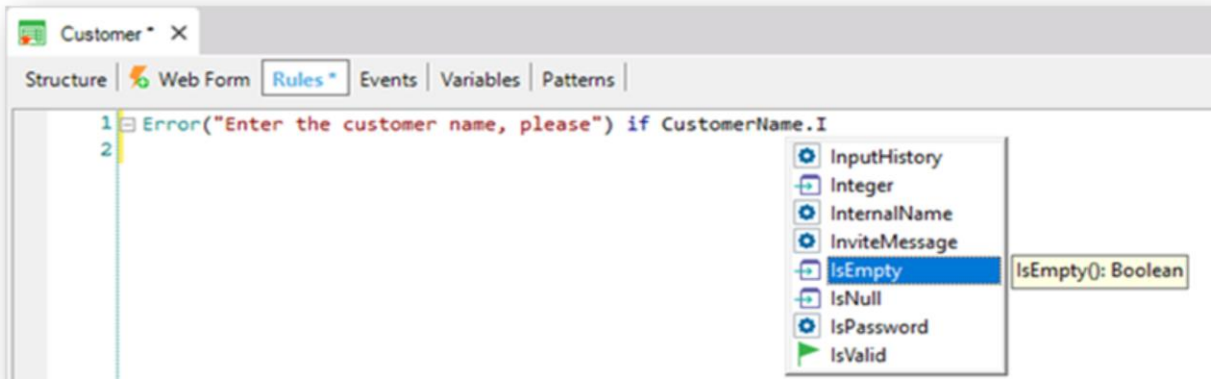 Customer * X
Structure Web Form Rules * Events Variables Patterns
1 Error("Enter the customer name, please") if CustomerName.I
2
InputHistory
Integer
InternalName
InviteMessage
IsEmpty IsEmpty(): Boolean
IsNull
IsPassword
IsValid